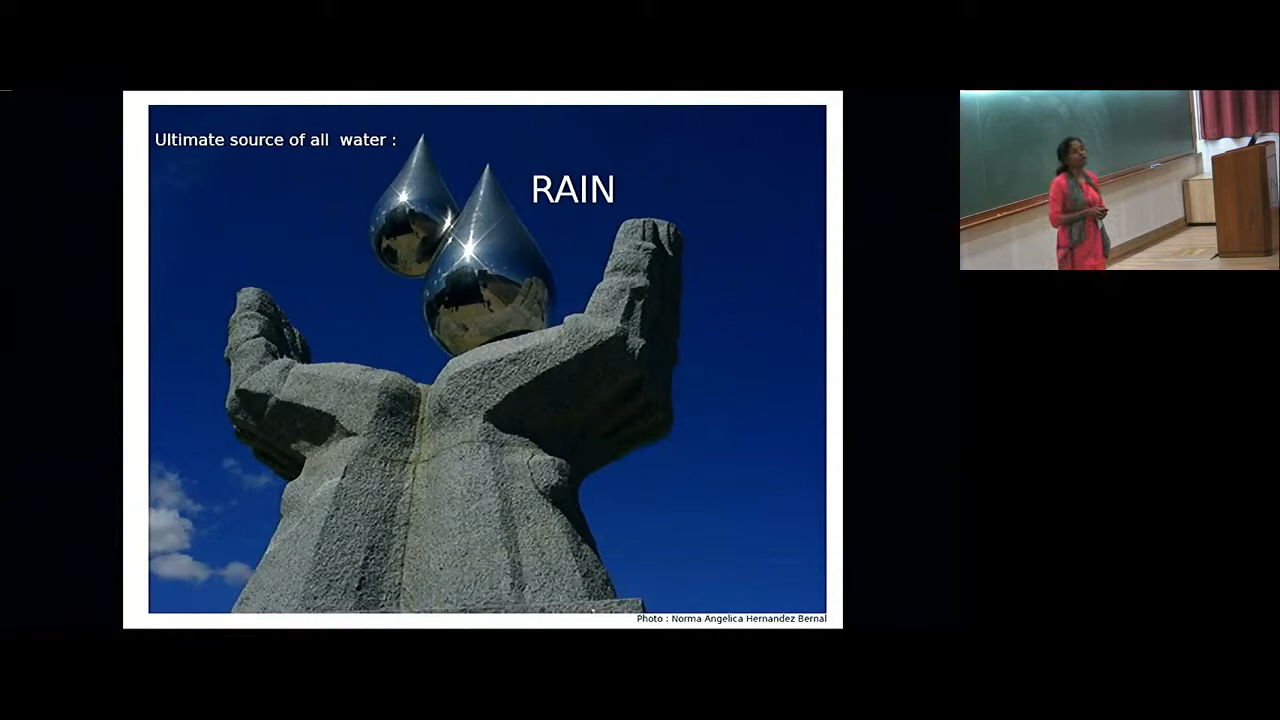 Ultimate source of all  water :
RAIN
Photo : Norma Angelica Hernandez Bernal